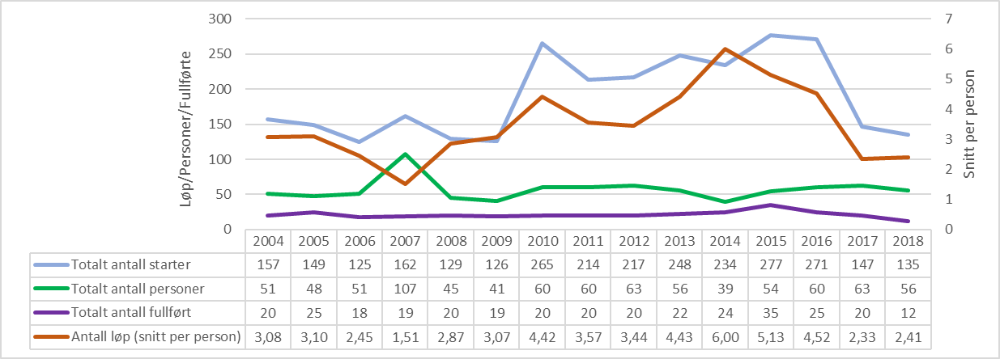 300
250
200
150
100
50
0
Løp/Personer/Fullførte
7
6
5
4
3
2
1
0
Snitt per person
2004 2005 2006 2007 2008 2009 2010 2011 2012 2013 2014 2015 2016 2017 2018
Totalt antall starter 157 149 125 162 129 126 265 214 217 248 234 277 271 147 135
Totalt antall personer 51 48 51 107 45 41 60 60 63 56 39 54 60 63 56
Totalt antall fullført 20 25 18 19 20 19 20 20 20 22 24 35 25 20 12
Antall løp (snitt per person) 3,08 3,10 2,45 1,51 2,87 3,07 4,42 3,57 3,44 4,43 6,00 5,13 4,52 2,33 2,41